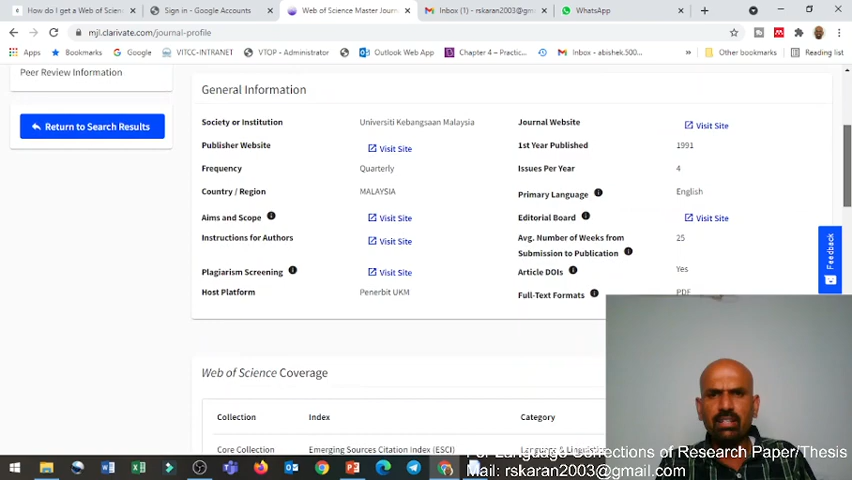 How do I get a Web of Scien
Sign in - Google Accounts
Web of Science Master Journ
Inbox (1) - rskaran2003@gm
WhatsApp
mjl.clarivate.com/journal-profile
Apps
Bookmarks
Google
VITCC-INTRANET
VTOP - Administrator
Outlook Web App
Chapter 4 – Practic...
Inbox - abishek.500...
»
Other bookmarks
Reading list
Peer Review Information
Return to Search Results
General Information
Society or Institution Universiti Kebangsaan Malaysia Journal Website Visit Site
Publisher Website Visit Site 1st Year Published 1991
Frequency Quarterly Issues Per Year 4
Country / Region MALAYSIA Primary Language English
Aims and Scope Visit Site Editorial Board Visit Site
Instructions for Authors Visit Site Avg. Number of Weeks from 25
Submission to Publication
Plagiarism Screening Visit Site Article DOIs Yes
Host Platform Penerbit UKM Full-Text Formats PDF
Feedback
Web of Science Coverage
Collection Index Category
Core Collection Emerging Sources Citation Index (ESCI) Language & Linguistics
For Language Corrections of Research Paper/Thesis
Mail: rskaran2003@gmail.com